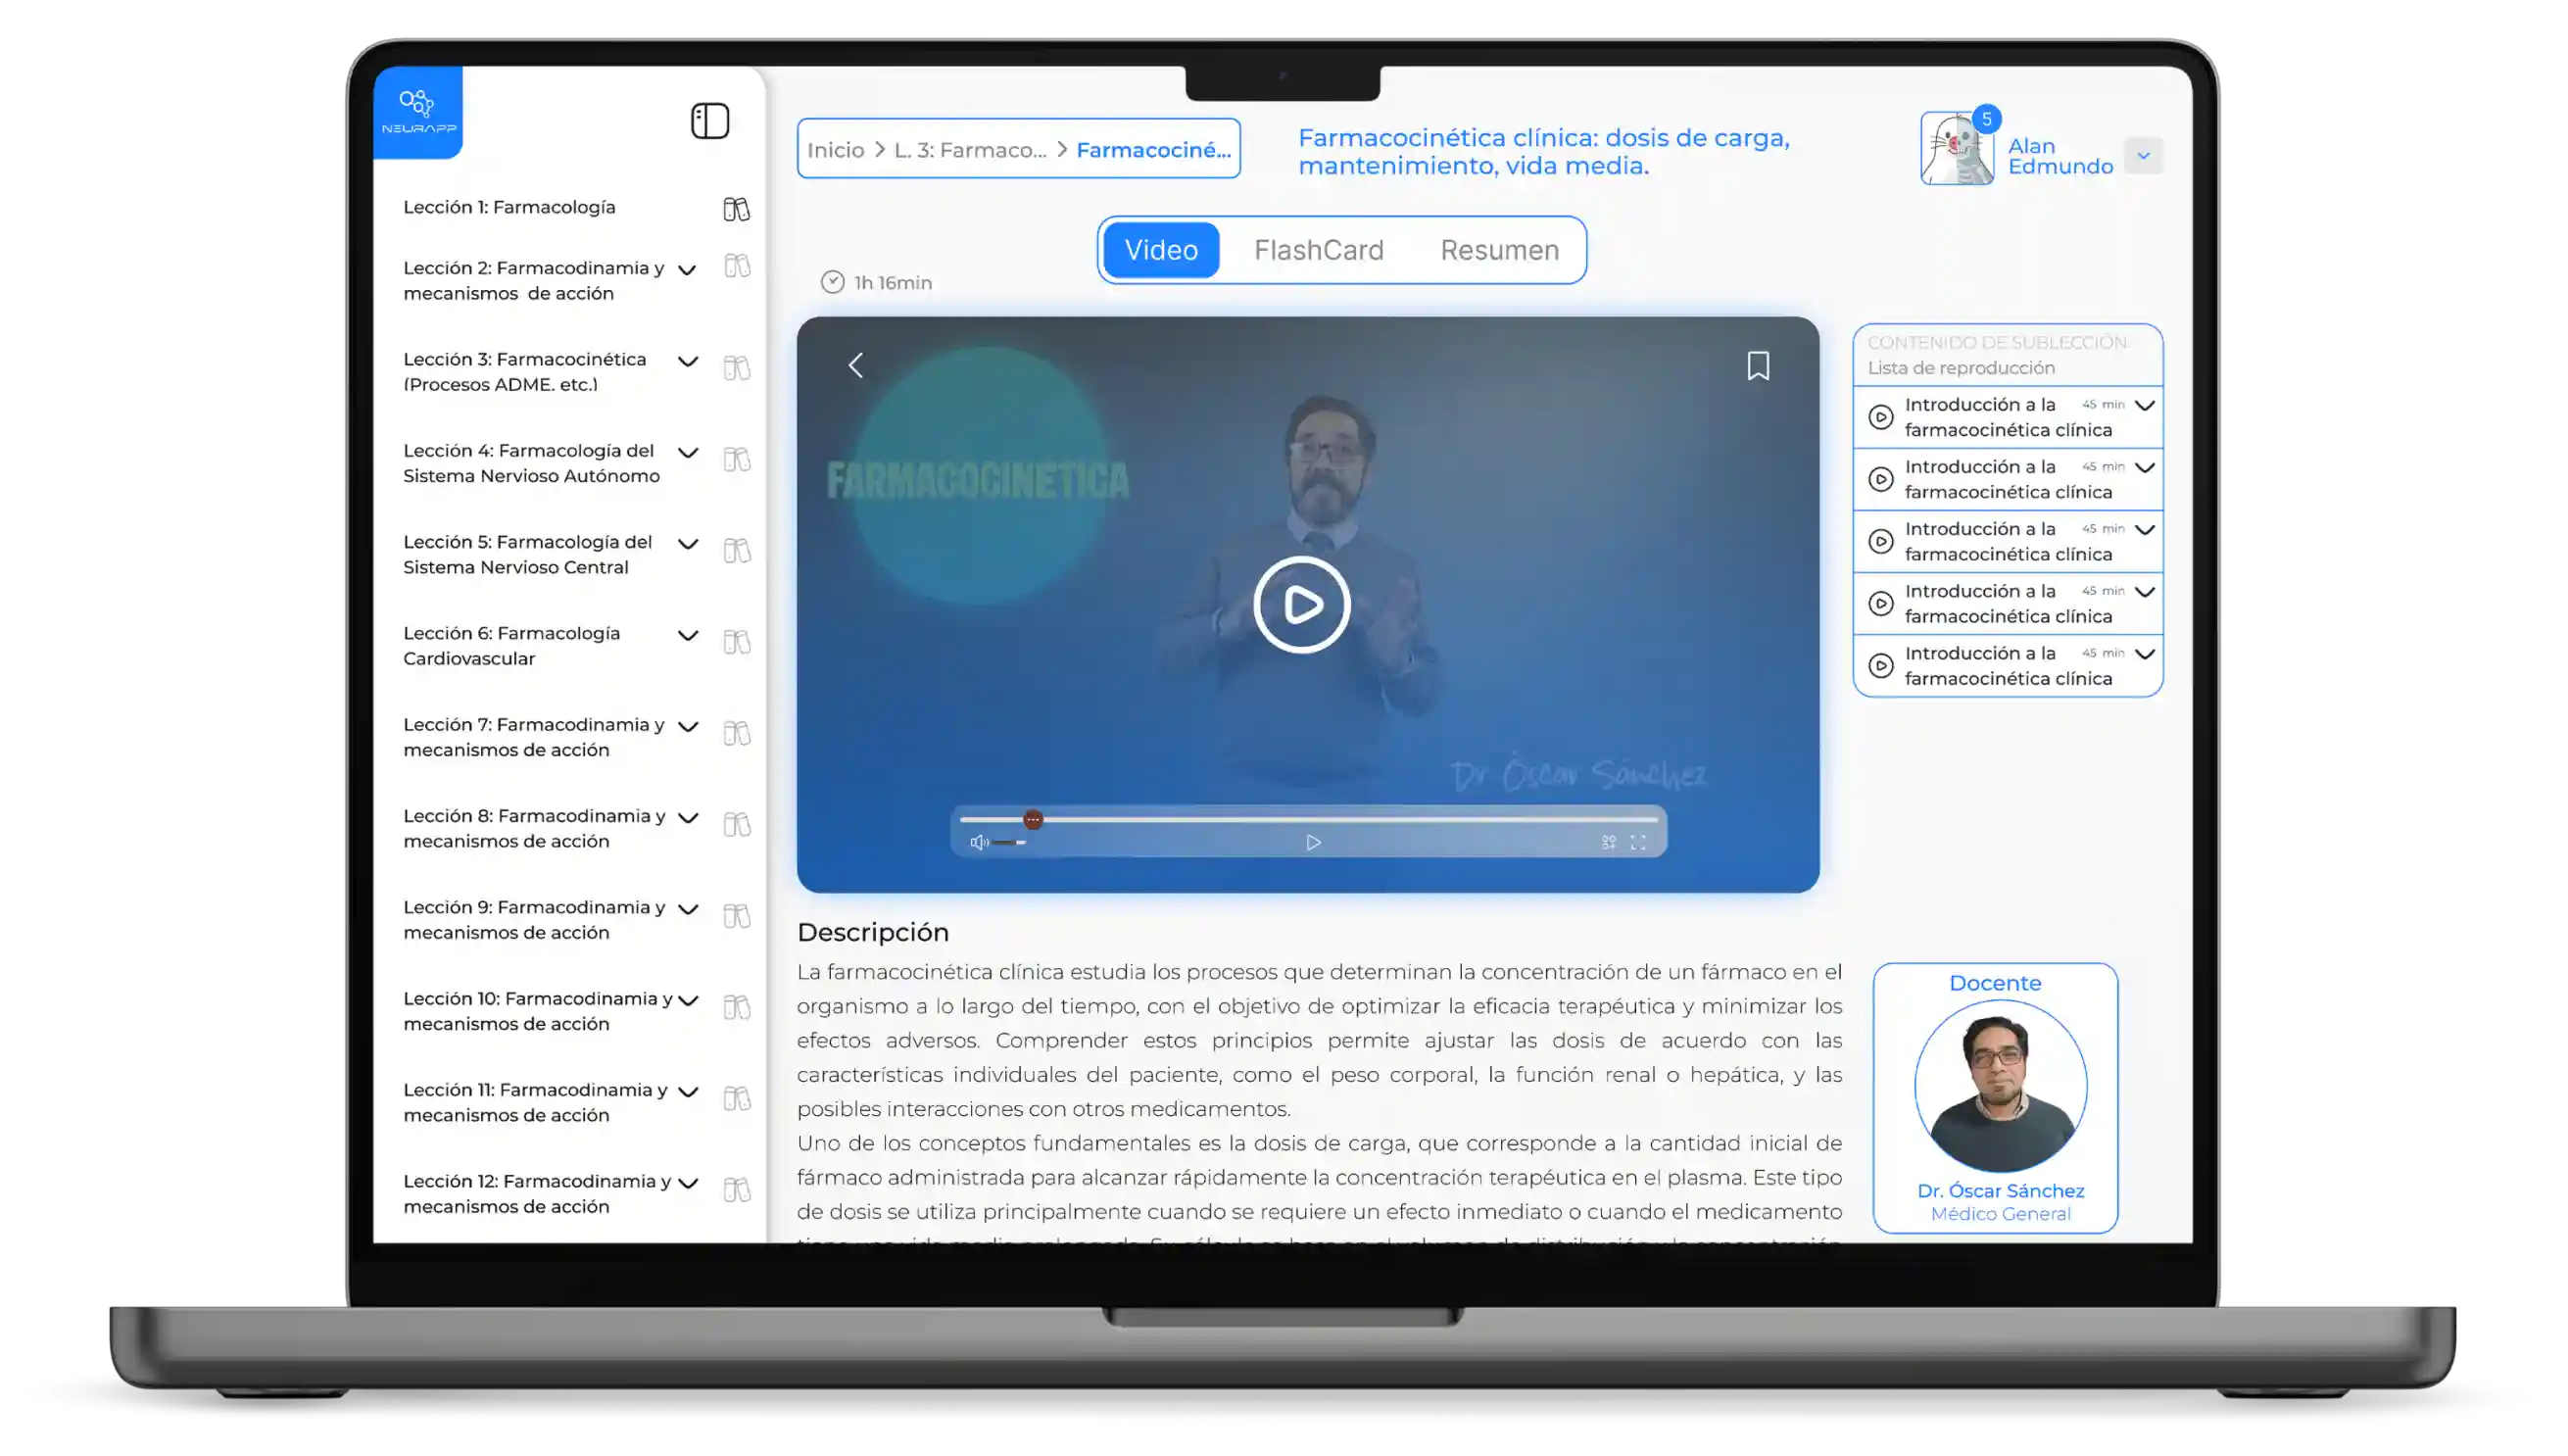 NEURAPP
Lección 1: Farmacología
Lección 2: Farmacodinamia y
mecanismos de acción
Lección 3: Farmacocinética
(Procesos ADME. etc.)
Lección 4: Farmacología del
Sistema Nervioso Autónomo
Lección 5: Farmacología del
Sistema Nervioso Central
Lección 6: Farmacología
Cardiovascular
Lección 7: Farmacodinamia y
mecanismos de acción
Lección 8: Farmacodinamia y
mecanismos de acción
Lección 9: Farmacodinamia y
mecanismos de acción
Lección 10: Farmacodinamia y
mecanismos de acción
Lección 11: Farmacodinamia y
mecanismos de acción
Lección 12: Farmacodinamia y
mecanismos de acción
Inicio > L. 3: Farmaco... > Farmacociné...
Farmacocinética clínica: dosis de carga,
mantenimiento, vida media.
5
Alan
Edmundo
Video FlashCard Resumen
1h 16min
FARMACOCINÉTICA
Dr Óscar Sánchez
CONTENIDO DE SUBLECCIÓN
Lista de reproducción
Introducción a la 45 min
farmacocinética clínica
Introducción a la 45 min
farmacocinética clínica
Introducción a la 45 min
farmacocinética clínica
Introducción a la 45 min
farmacocinética clínica
Introducción a la 45 min
farmacocinética clínica
Descripción
La farmacocinética clínica estudia los procesos que determinan la concentración de un fármaco en el
organismo a lo largo del tiempo, con el objetivo de optimizar la eficacia terapéutica y minimizar los
efectos adversos. Comprender estos principios permite ajustar las dosis de acuerdo con las
características individuales del paciente, como el peso corporal, la función renal o hepática, y las
posibles interacciones con otros medicamentos.
Uno de los conceptos fundamentales es la dosis de carga, que corresponde a la cantidad inicial de
fármaco administrada para alcanzar rápidamente la concentración terapéutica en el plasma. Este tipo
de dosis se utiliza principalmente cuando se requiere un efecto inmediato o cuando el medicamento
Docente
Dr. Óscar Sánchez
Médico General